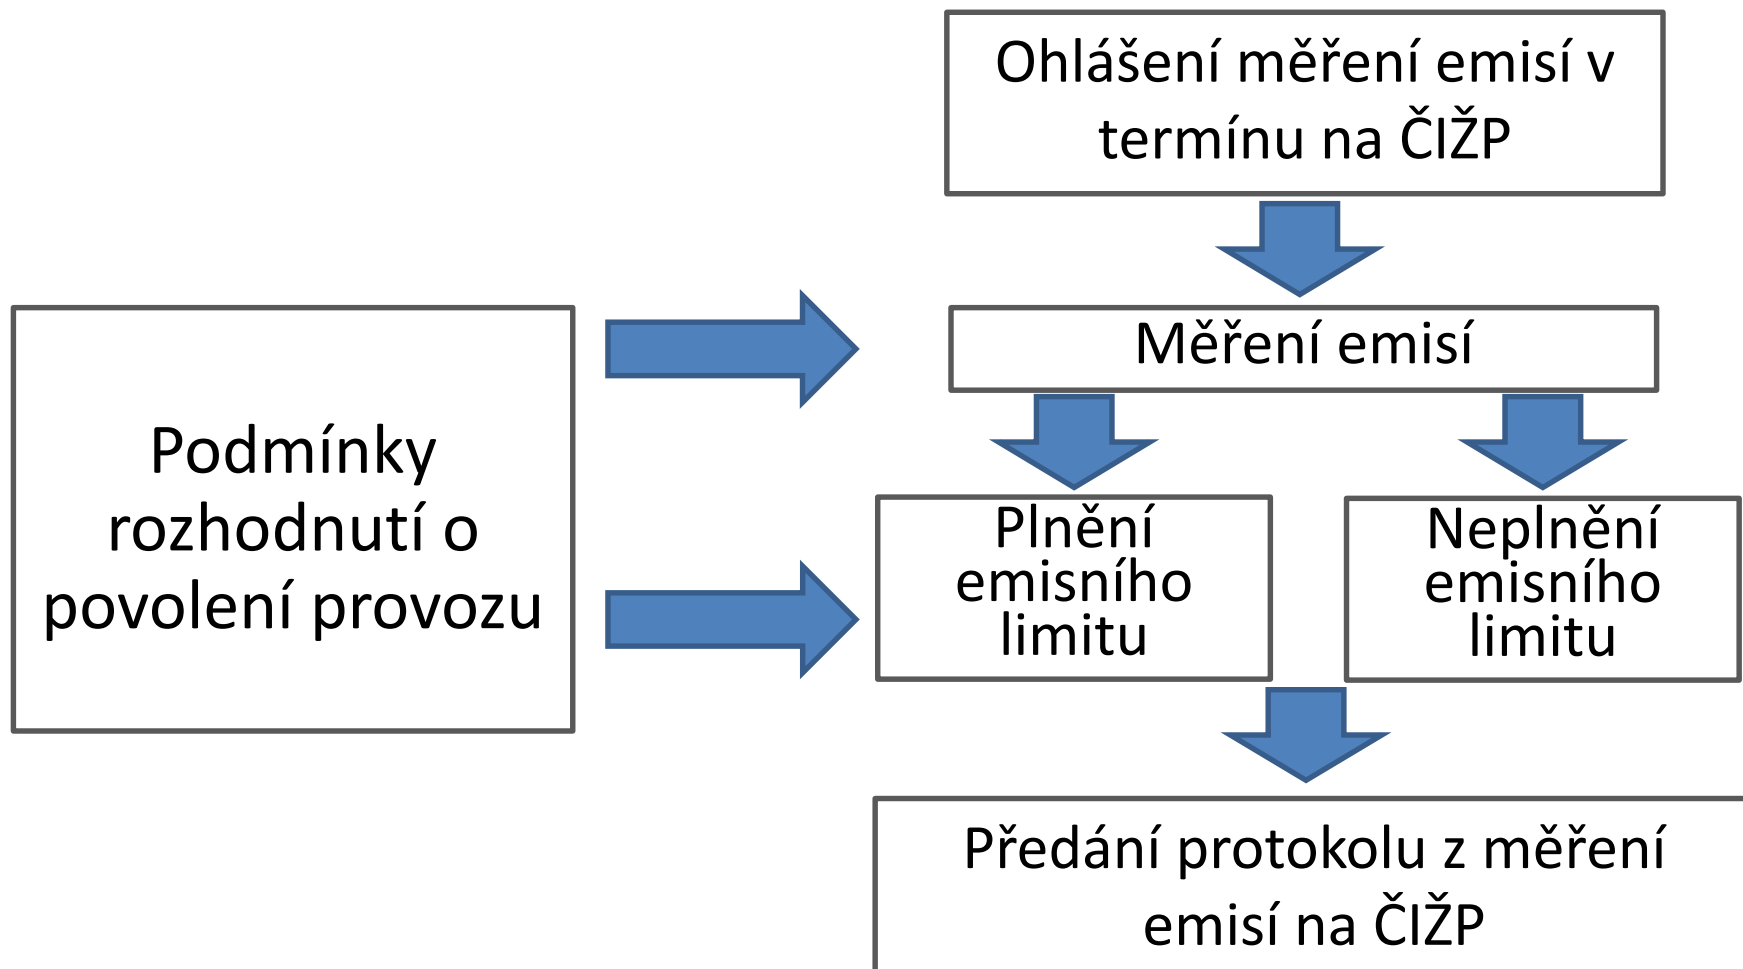 Ohlášení měření emisí v
termínu na ČIŽP
Měření emisí
Podmínky
rozhodnutí o
povolení provozu
Plnění
emisního
limitu
Neplnění
emisního
limitu
Předání protokolu z měření
emisí na ČIŽP